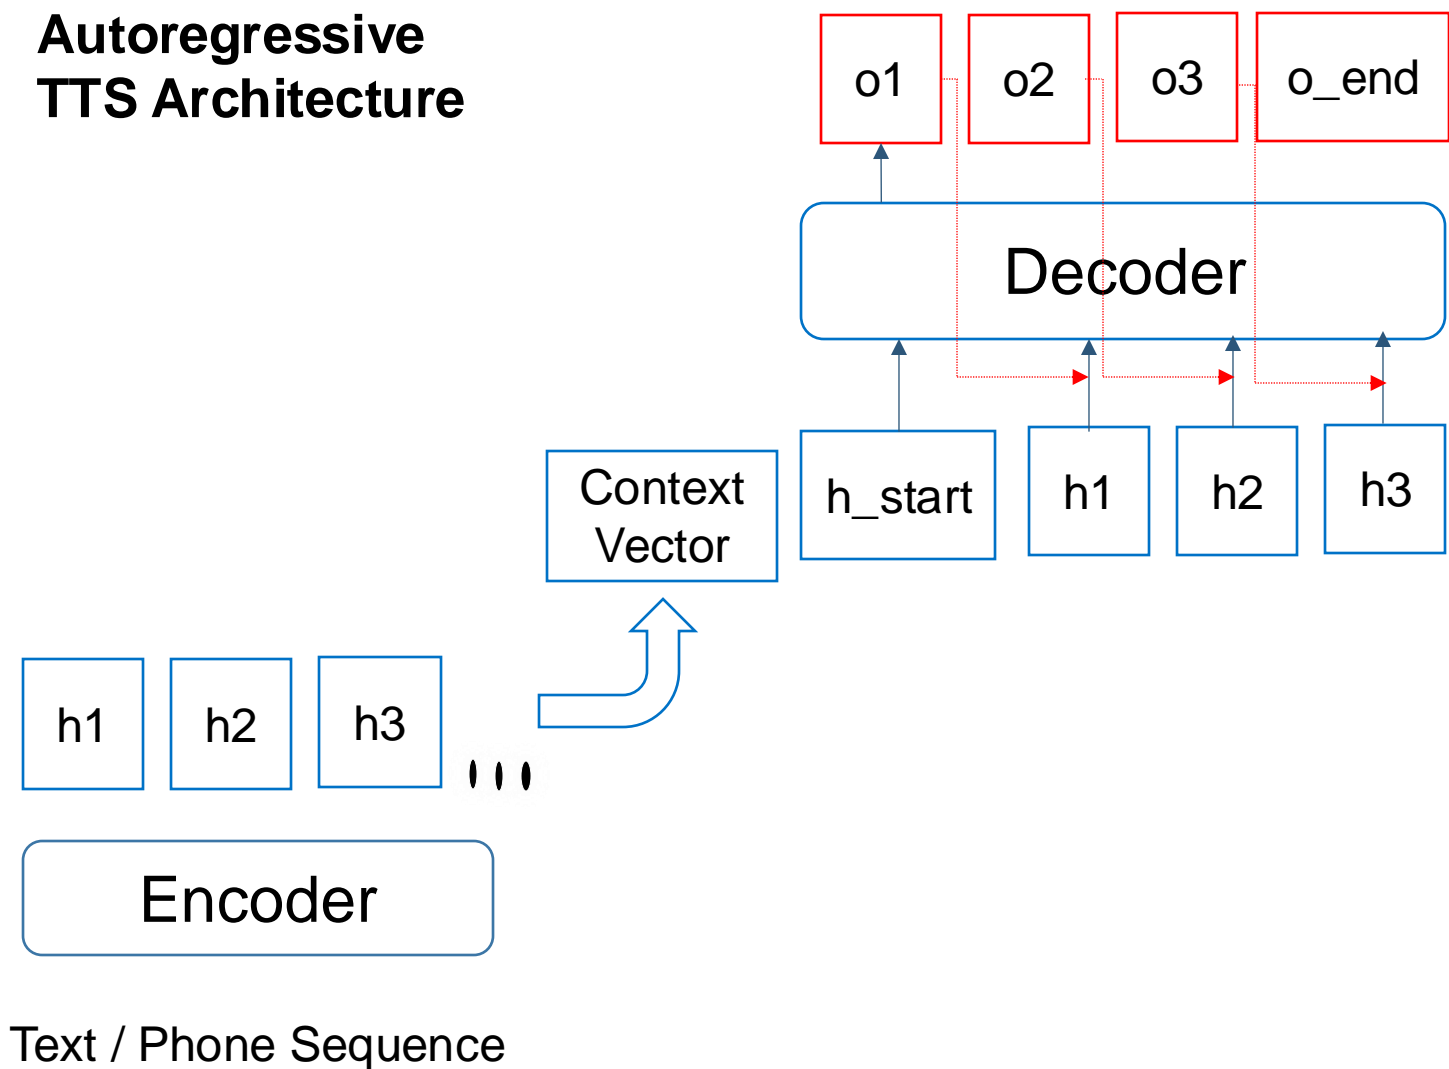 Autoregressive
TTS Architecture
o1
o2
o3
o_end
Decoder
h_start
h1
h2
h3
Context
Vector
h1
h2
h3
Encoder
Text / Phone Sequence